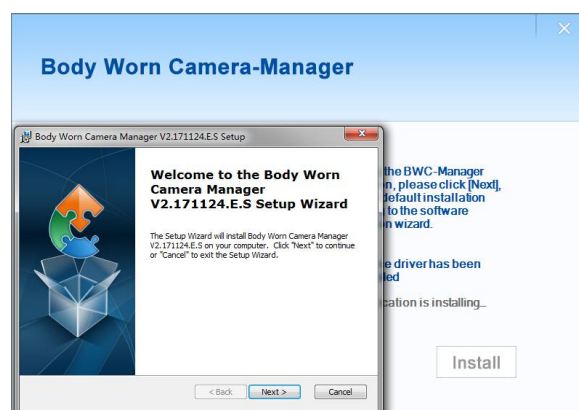 Body Worn Camera-Manager
Body Worn Camera Manager V2.171124.E.S Setup
Welcome to the Body Worn
Camera Manager
V2.171124.E.S Setup Wizard
The Setup Wizard will install Body Worn Camera Manager
V2.171124.E.S on your computer. Click "Next" to continue
or "Cancel" to exit the Setup Wizard.
< Back
Next >
Cancel
the BWC-Manager
, please click [Next],
default installation
to the software
wizard.
driver has been
is installing...
Install